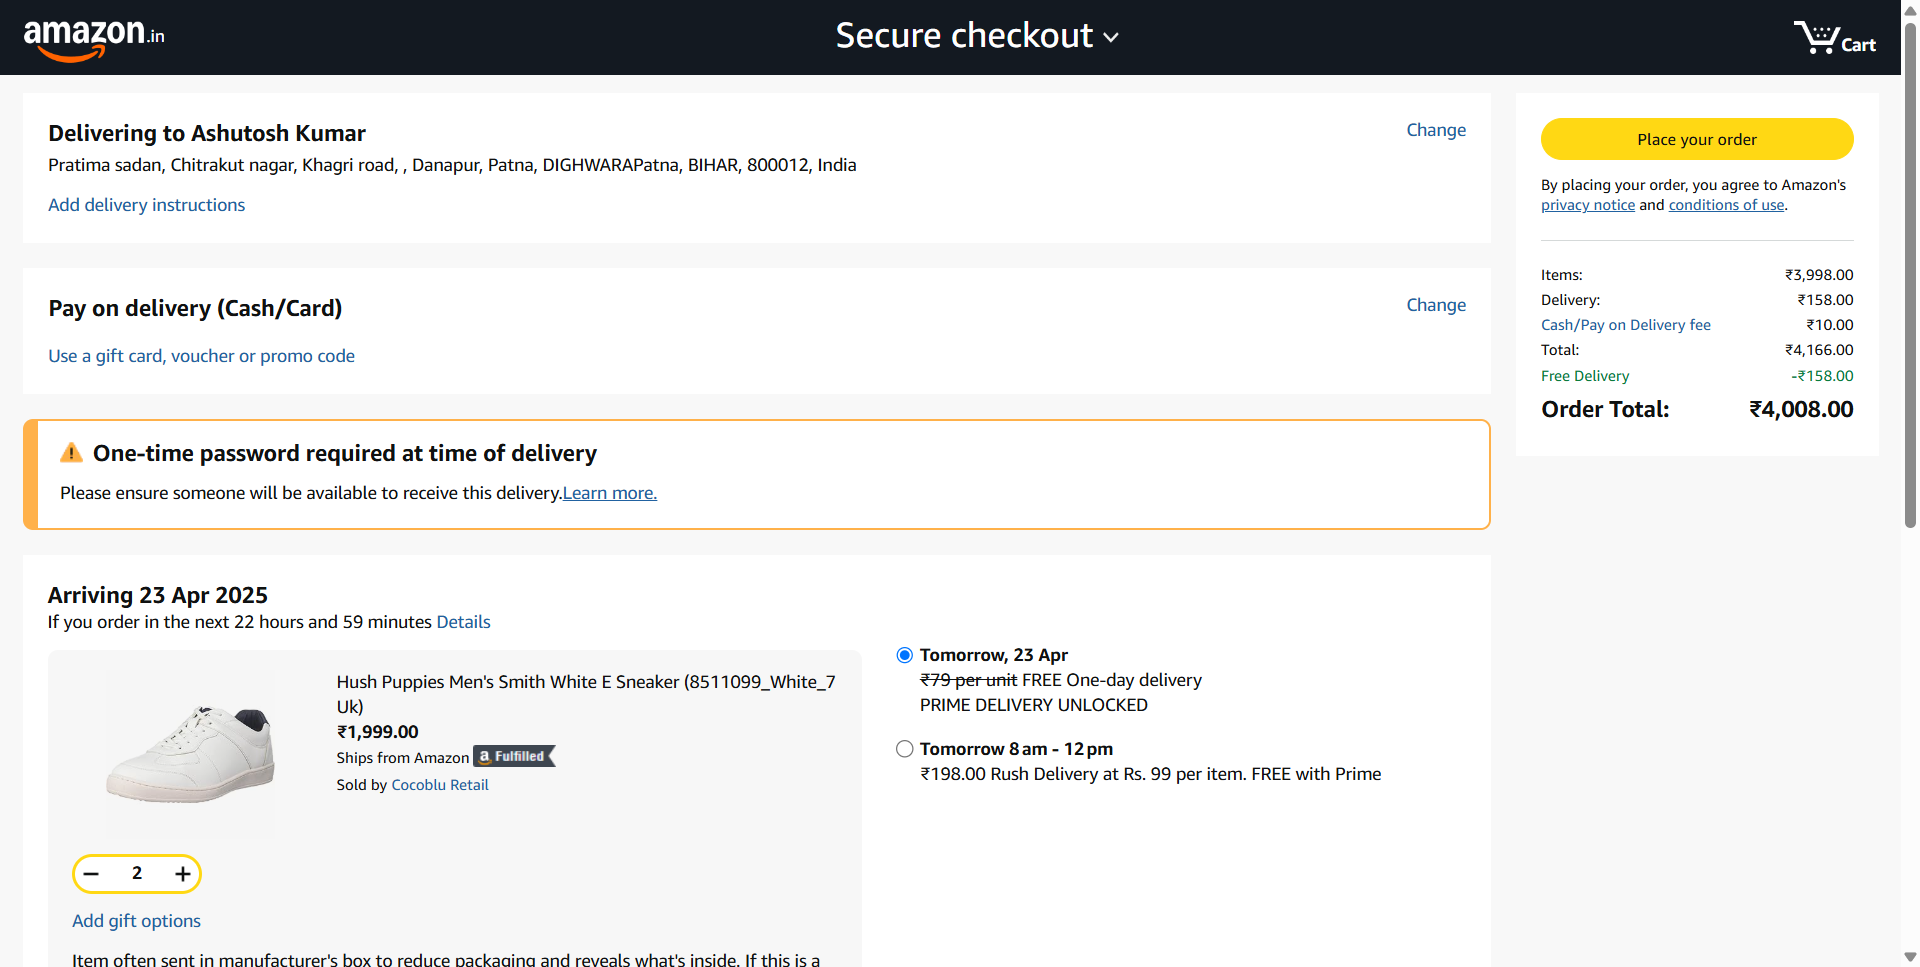 amazon.in
Secure checkout
Cart
Delivering to Ashutosh Kumar
Change
Pratima sadan, Chitrakut nagar, Khagri road, , Danapur, Patna, DIGHWARAPatna, BIHAR, 800012, India
Add delivery instructions
Pay on delivery (Cash/Card)
Change
Use a gift card, voucher or promo code
One-time password required at time of delivery
Please ensure someone will be available to receive this delivery.Learn more.
Arriving 23 Apr 2025
If you order in the next 22 hours and 59 minutes Details
Hush Puppies Men's Smith White E Sneaker (8511099_White_7
Uk)
₹1,999.00
Ships from Amazon a Fulfilled
Sold by Cocoblu Retail
2
Add gift options
Item often sent in manufacturer's box to reduce packaging and reveals what's inside. If this is a
Tomorrow, 23 Apr
₹79 per unit FREE One-day delivery
PRIME DELIVERY UNLOCKED
Tomorrow 8 am - 12 pm
₹198.00 Rush Delivery at Rs. 99 per item. FREE with Prime
Place your order
By placing your order, you agree to Amazon's
privacy notice and conditions of use.
Items: ₹3,998.00
Delivery: ₹158.00
Cash/Pay on Delivery fee ₹10.00
Total: ₹4,166.00
Free Delivery -₹158.00
Order Total: ₹4,008.00